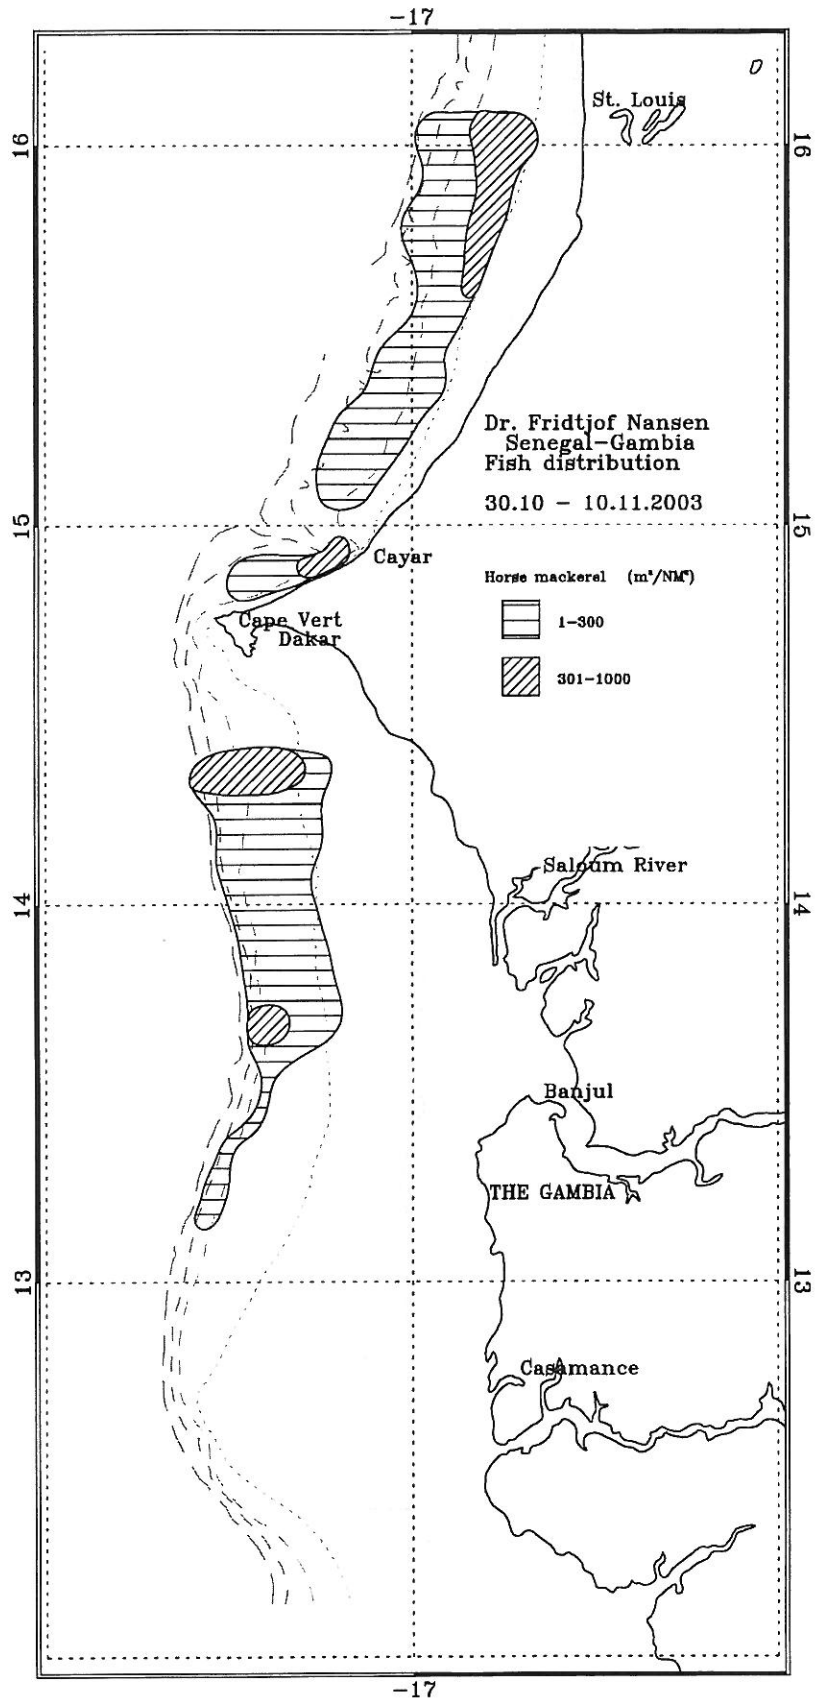 -17
St. Louis
16
16
Dr. Fridtjof Nansen
Senegal-Gambia
Fish distribution
30.10 - 10.11.2003
15
15
Cayar
Horse mackerel (m²/NM²)
Cape Vert
Dakar
1-300
301-1000
Saloum River
14
14
Banjul
THE GAMBIA
13
13
Casamance
-17